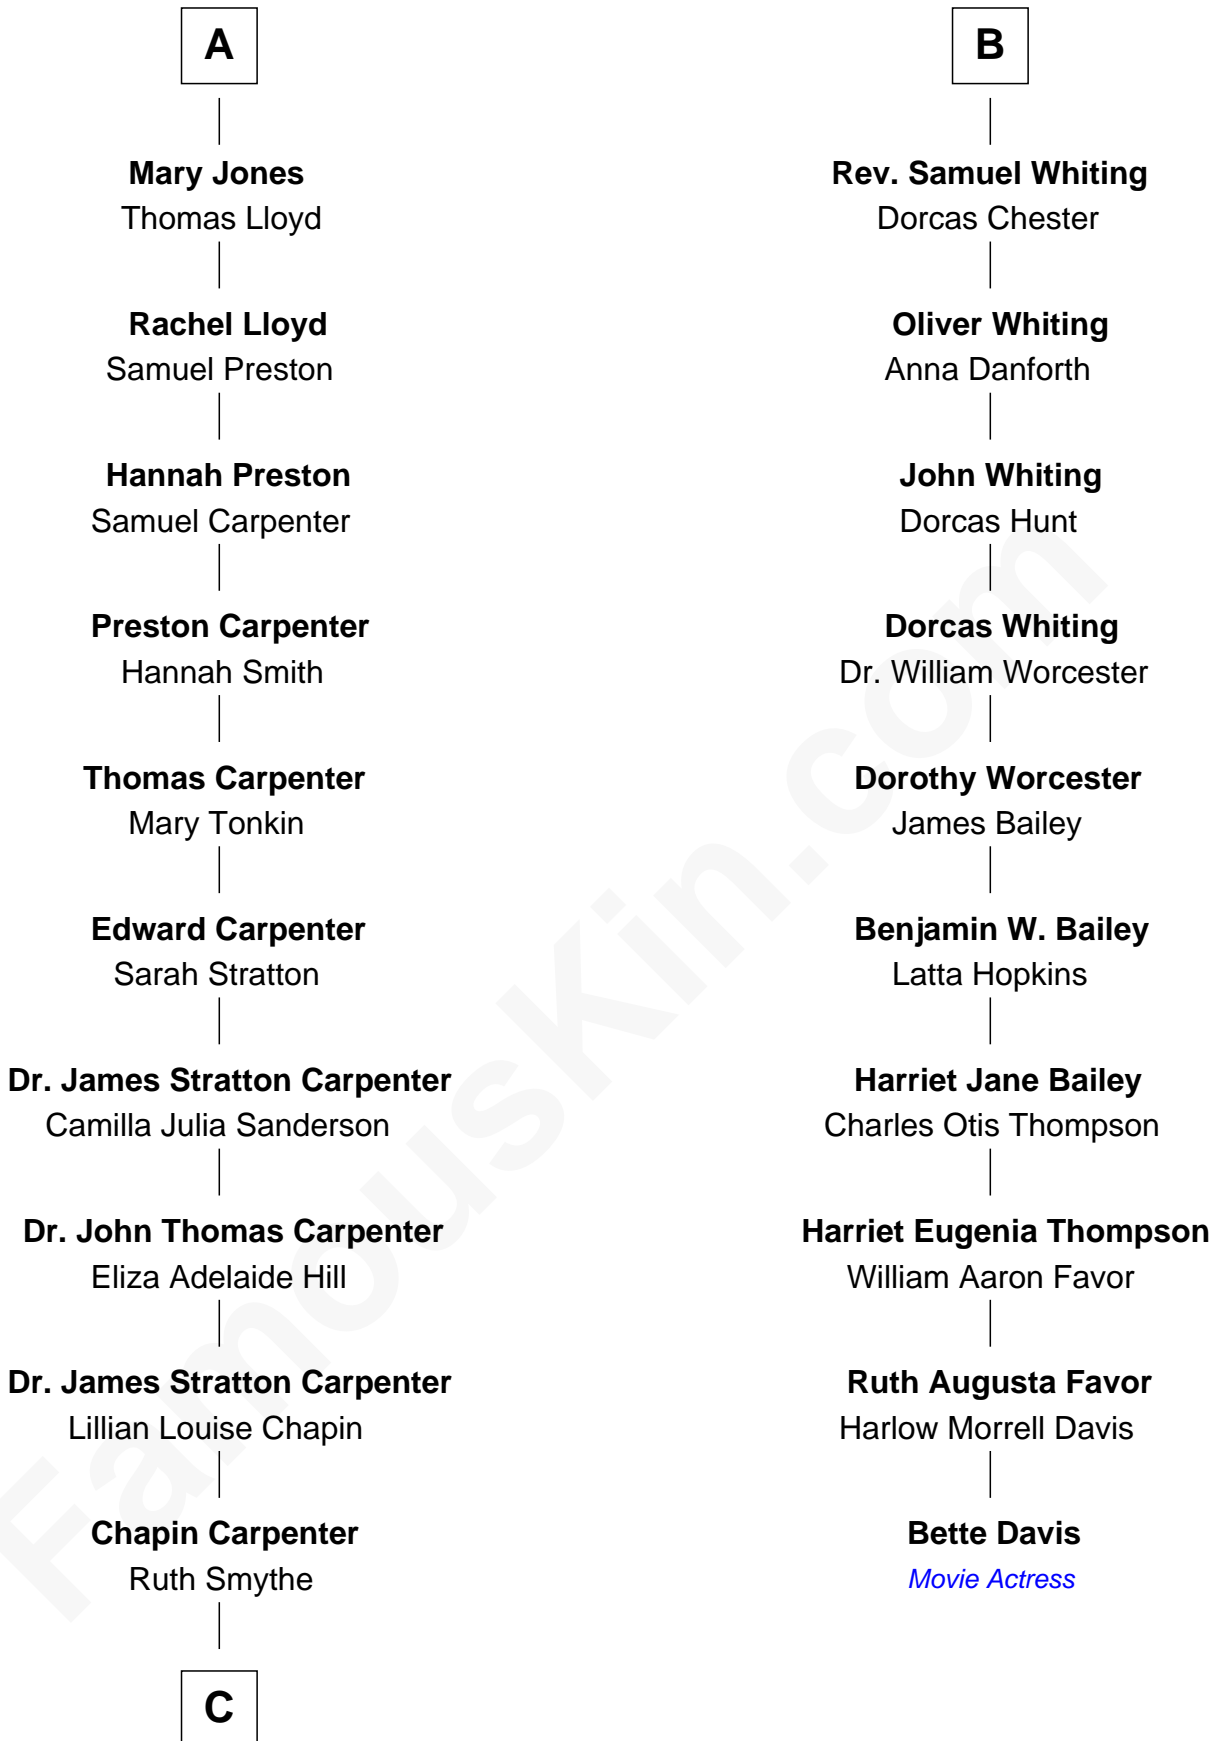 A
Mary Jones
Thomas Lloyd
Rachel Lloyd
Samuel Preston
Hannah Preston
Samuel Carpenter
Preston Carpenter
Hannah Smith
Thomas Carpenter
Mary Tonkin
Edward Carpenter
Sarah Stratton
Dr. James Stratton Carpenter
Camilla Julia Sanderson
Dr. John Thomas Carpenter
Eliza Adelaide Hill
Dr. James Stratton Carpenter
Lillian Louise Chapin
Chapin Carpenter
Ruth Smythe
C
B
Rev. Samuel Whiting
Dorcas Chester
Oliver Whiting
Anna Danforth
John Whiting
Dorcas Hunt
Dorcas Whiting
Dr. William Worcester
Dorothy Worcester
James Bailey
Benjamin W. Bailey
Latta Hopkins
Harriet Jane Bailey
Charles Otis Thompson
Harriet Eugenia Thompson
William Aaron Favor
Ruth Augusta Favor
Harlow Morrell Davis
Bette Davis
Movie Actress
FamousKin.com